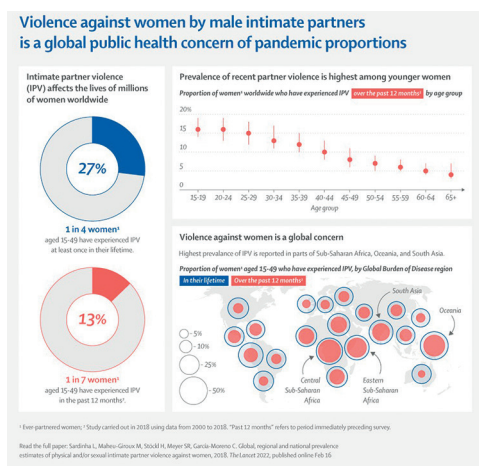 Violence against women by male intimate partners
is a global public health concern of pandemic proportions
Intimate partner violence
(IPV) affects the lives of millions
of women worldwide
27%
1 in 4 women¹
aged 15-49 have experienced IPV
at least once in their lifetime.
13%
1 in 7 women¹
aged 15-49 have experienced IPV
in the past 12 months².
Prevalence of recent partner violence is highest among younger women
Proportion of women¹ worldwide who have experienced IPV over the past 12 months² by age group
20%
15
10
5
0
15-19 20-24 25-29 30-34 35-39 40-44 45-49 50-54 55-59 60-64 65+
Age group
Violence against women is a global concern
Highest prevalence of IPV is reported in parts of Sub-Saharan Africa, Oceania, and South Asia.
Proportion of women¹ aged 15-49 who have experienced IPV, by Global Burden of Disease region
In their lifetime Over the past 12 months²
South Asia
Oceania
5%
10%
25%
50%
Central
Sub-Saharan
Africa
Eastern
Sub-Saharan
Africa
¹ Ever partnered women; ² Study carried out in 2018 using data from 2000 to 2018. "Past 12 months" refers to period immediately preceding survey.
Read the full paper: Sardinha L, Maheu-Giroux M, Stöckl H, Meyer SR, García-Moreno C. Global, regional and national prevalence
estimates of physical and/or sexual intimate partner violence against women, 2018. The Lancet 2022, published online Feb 16